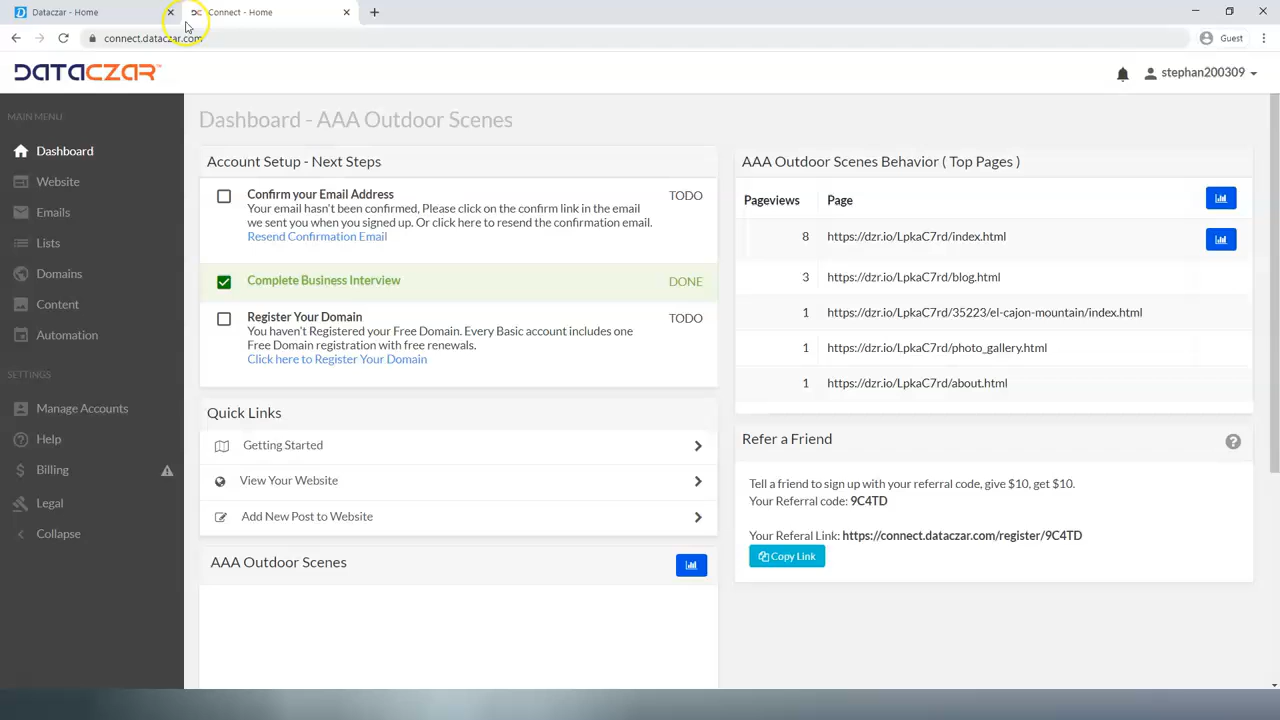 Dataczar - Home
Connect - Home
connect.dataczar.com
Guest
DATACZAR™
stephan200309
MAIN MENU
Dashboard
Website
Emails
Lists
Domains
Content
Automation
SETTINGS
Manage Accounts
Help
Billing
Legal
Collapse
Dashboard - AAA Outdoor Scenes
Account Setup - Next Steps
Confirm your Email Address
TODO
Your email hasn't been confirmed, Please click on the confirm link in the email
we sent you when you signed up. Or click here to resend the confirmation email.
Resend Confirmation Email
Complete Business Interview
DONE
Register Your Domain
TODO
You haven't Registered your Free Domain. Every Basic account includes one
Free Domain registration with free renewals.
Click here to Register Your Domain
Quick Links
Getting Started
View Your Website
Add New Post to Website
AAA Outdoor Scenes
AAA Outdoor Scenes Behavior ( Top Pages )
Pageviews Page
8 https://dzr.io/LpkaC7rd/index.html
3 https://dzr.io/LpkaC7rd/blog.html
1 https://dzr.io/LpkaC7rd/35223/el-cajon-mountain/index.html
1 https://dzr.io/LpkaC7rd/photo_gallery.html
1 https://dzr.io/LpkaC7rd/about.html
Refer a Friend
Tell a friend to sign up with your referral code, give $10, get $10.
Your Referral code: 9C4TD
Your Referal Link: https://connect.dataczar.com/register/9C4TD
Copy Link